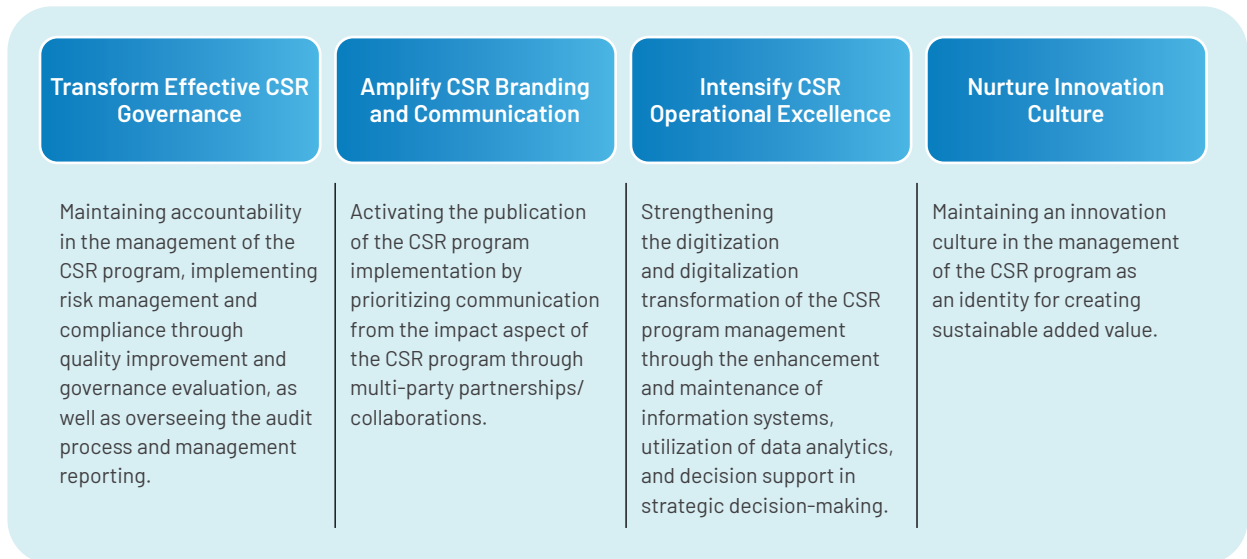 Transform Effective CSR
Governance
Maintaining accountability
in the management of the
CSR program, implementing
risk management and
compliance through
quality improvement and
governance evaluation, as
well as overseeing the audit
process and management
reporting.
Amplify CSR Branding
and Communication
Activating the publication
of the CSR program
implementation by
prioritizing communication
from the impact aspect of
the CSR program through
multi-party partnerships/
collaborations.
Intensify CSR
Operational Excellence
Strengthening
the digitization
and digitalization
transformation of the CSR
program management
through the enhancement
and maintenance of
information systems,
utilization of data analytics,
and decision support in
strategic decision-making.
Nurture Innovation
Culture
Maintaining an innovation
culture in the management
of the CSR program as
an identity for creating
sustainable added value.